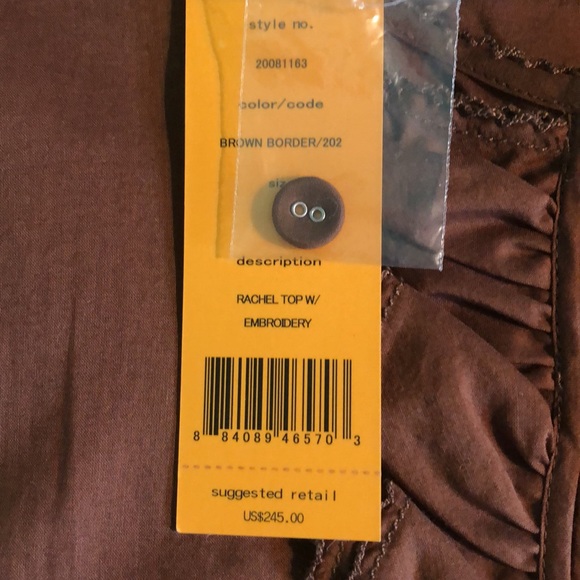 style no.
20081163
color/code
BROWN BORDER/202
description
RACHEL TOP W/
EMBROIDERY
8 84089 46570 3
suggested retail
US$245.00